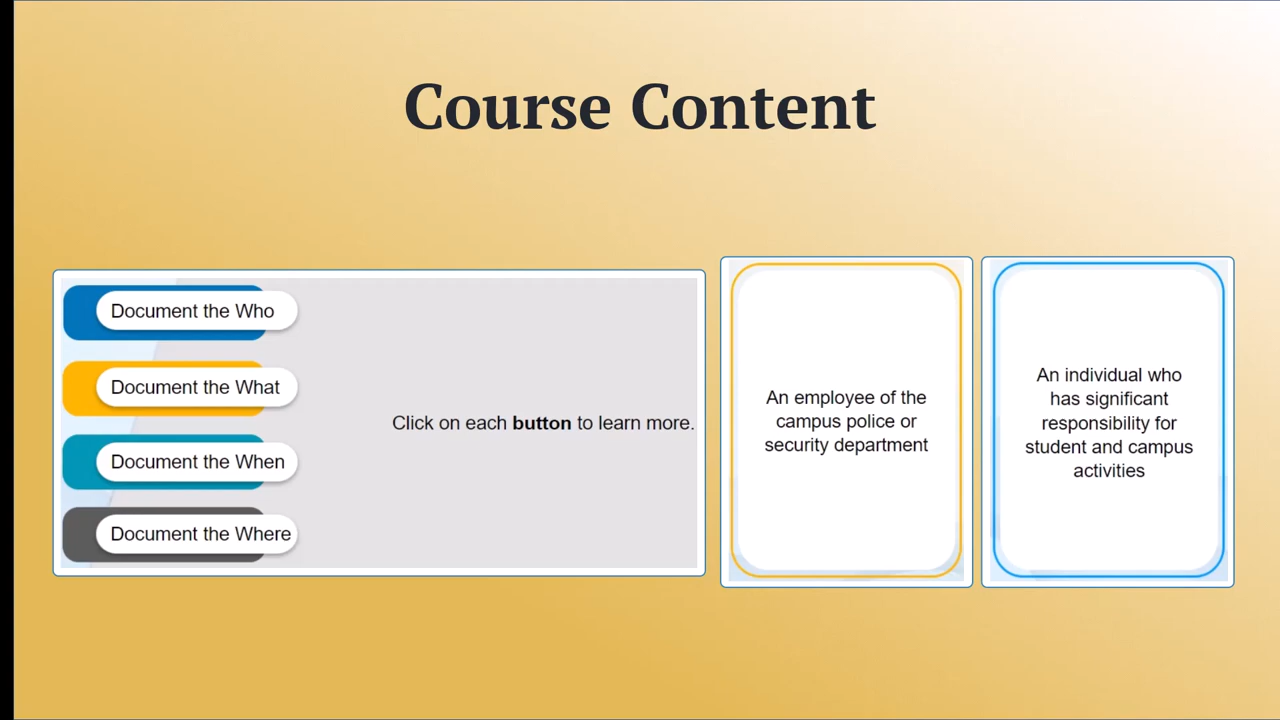 Course Content
Document the Who
Document the What
Document the When
Document the Where
Click on each button to learn more.
An employee of the
campus police or
security department
An individual who
has significant
responsibility for
student and campus
activities